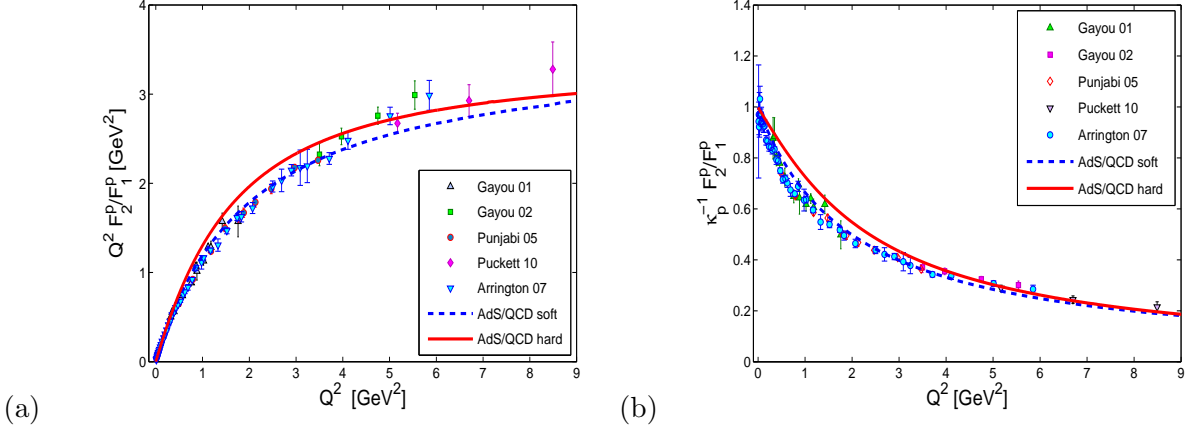 4
3
2
1
0
Q² F₂ᵖ/F₁ᵖ [GeV²]
0 1 2 3 4 5 6 7 8 9
Q² [GeV²]
Gayou 01
Gayou 02
Punjabi 05
Puckett 10
Arrington 07
AdS/QCD soft
AdS/QCD hard
(a)
1.4
1.2
1
0.8
0.6
0.4
0.2
0
κₚ⁻¹ F₂ᵖ/F₁ᵖ
0 1 2 3 4 5 6 7 8 9
Q² [GeV²]
Gayou 01
Gayou 02
Punjabi 05
Puckett 10
Arrington 07
AdS/QCD soft
AdS/QCD hard
(b)